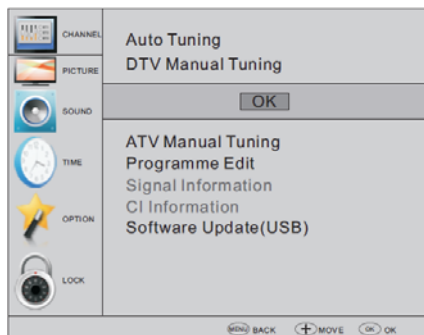 CHANNEL
PICTURE
SOUND
TIME
OPTION
LOCK
Auto Tuning
DTV Manual Tuning
OK
ATV Manual Tuning
Programme Edit
Signal Information
CI Information
Software Update(USB)
MENU BACK MOVE OK OK